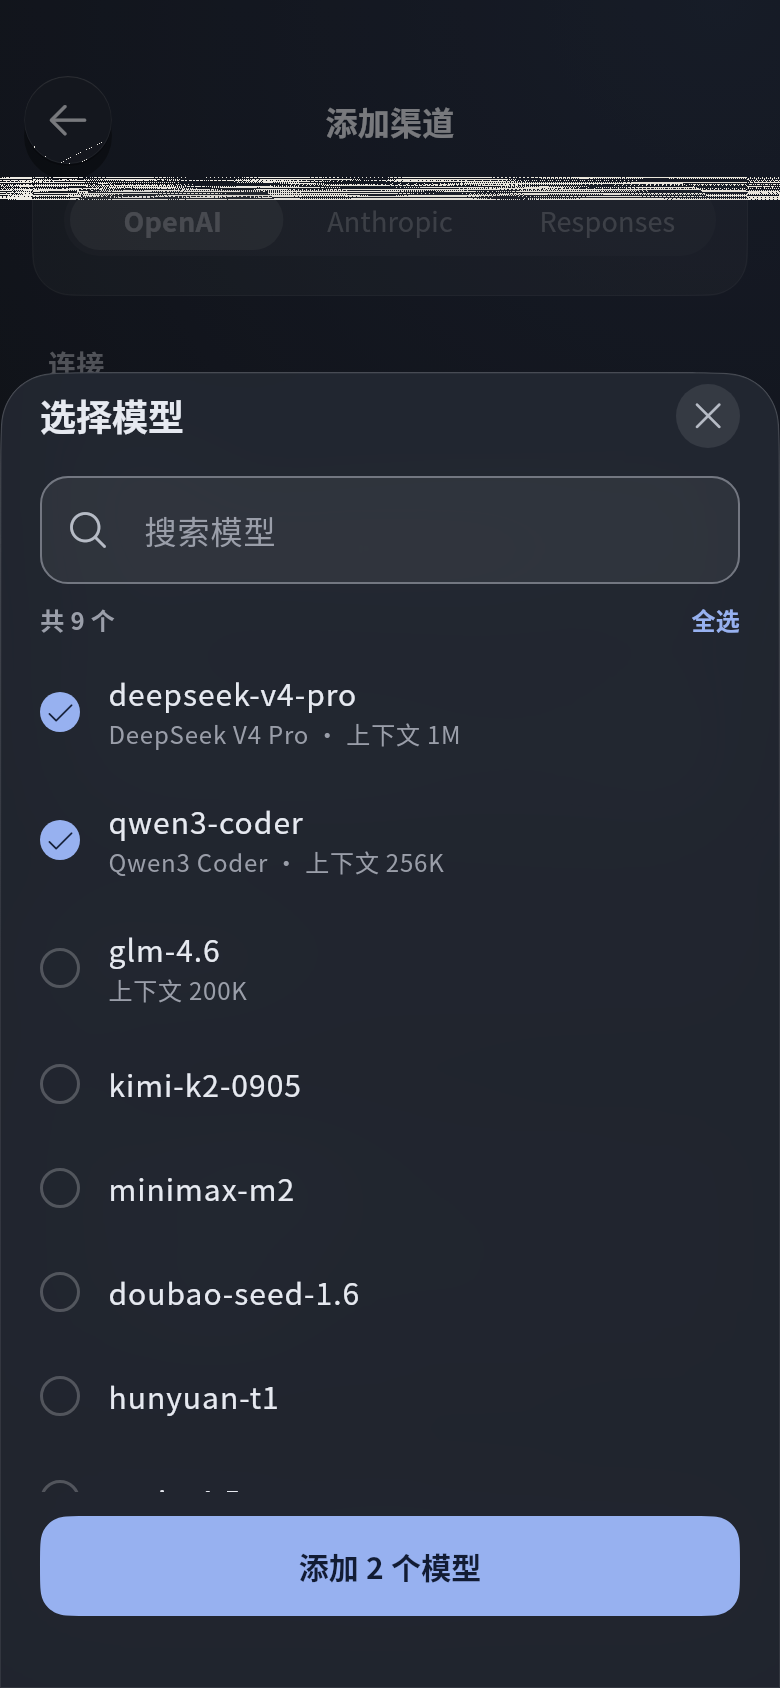 添加渠道
OpenAI Anthropic Responses
连接
选择模型
搜索模型
共 9 个 全选
deepseek-v4-pro
DeepSeek V4 Pro · 上下文 1M
qwen3-coder
Qwen3 Coder · 上下文 256K
glm-4.6
上下文 200K
kimi-k2-0905
minimax-m2
doubao-seed-1.6
hunyuan-t1
添加 2 个模型